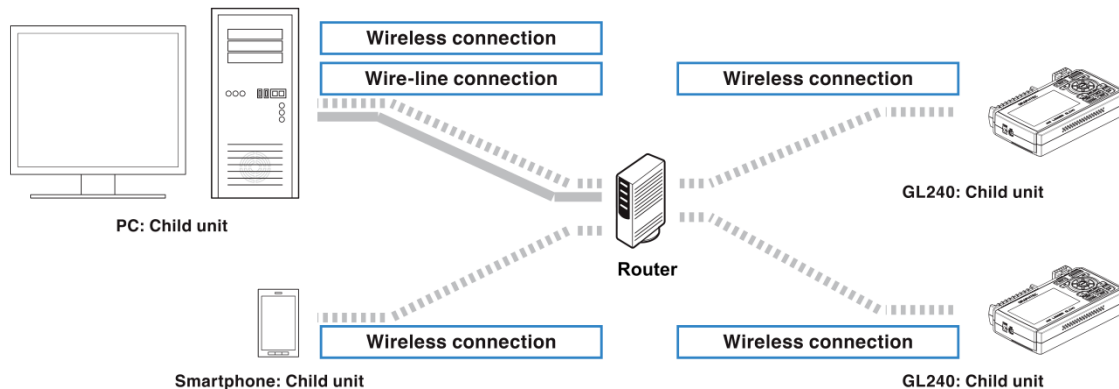 Wireless connection
Wire-line connection
Wireless connection
GL240: Child unit
PC: Child unit
Router
Wireless connection
Wireless connection
Smartphone: Child unit
GL240: Child unit